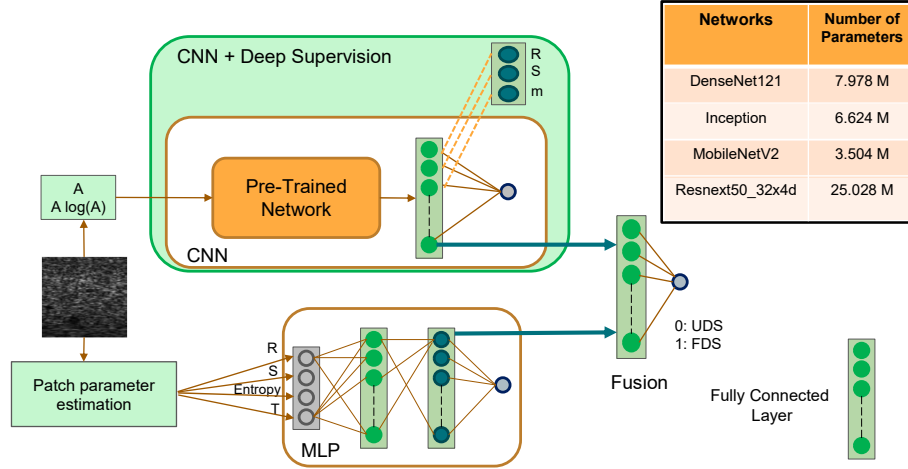 CNN + Deep Supervision
R
S
m
A
A log(A)
Pre-Trained
Network
CNN
Patch parameter
estimation
R
S
Entropy
T
MLP
0: UDS
1: FDS
Fusion
Fully Connected
Layer
Networks Number of
Parameters
DenseNet121 7.978 M
Inception 6.624 M
MobileNetV2 3.504 M
Resnext50_32x4d 25.028 M